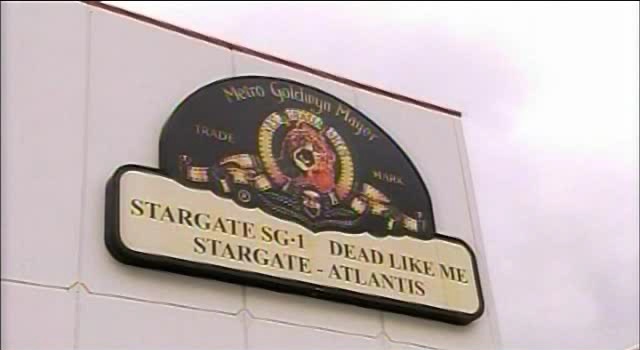 Metro Goldwyn Mayer
TRADE MARK
®
STARGATE SG-1 DEAD LIKE ME
STARGATE - ATLANTIS